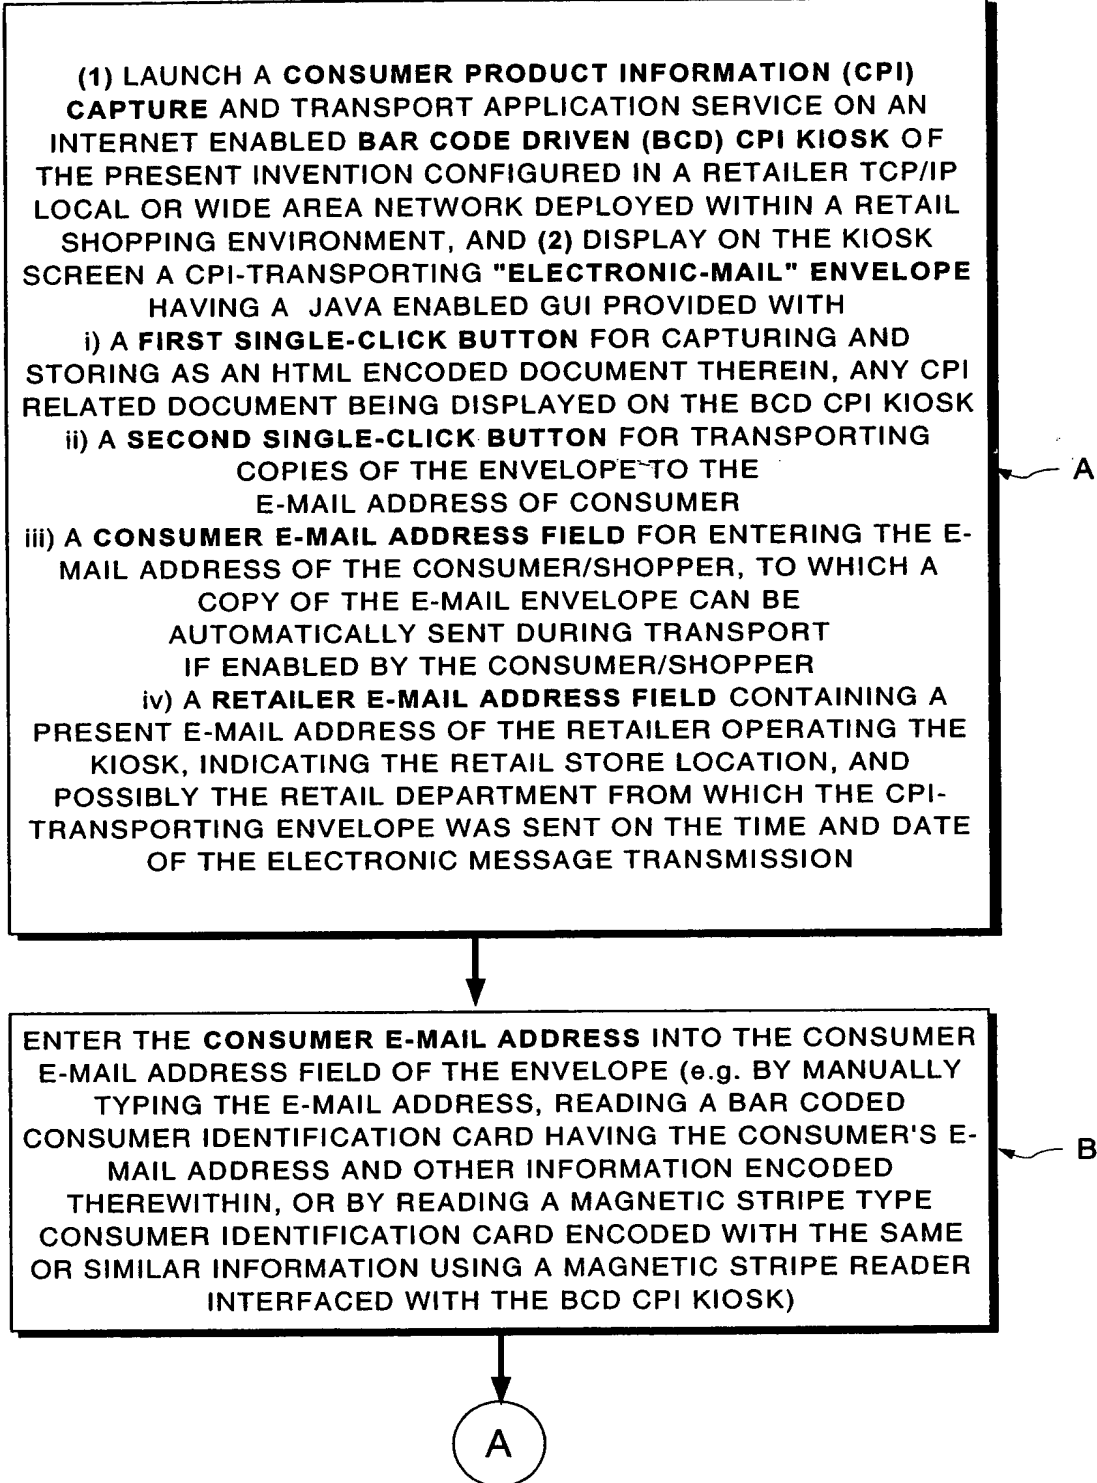 (1) LAUNCH A CONSUMER PRODUCT INFORMATION (CPI)
CAPTURE AND TRANSPORT APPLICATION SERVICE ON AN
INTERNET ENABLED BAR CODE DRIVEN (BCD) CPI KIOSK OF
THE PRESENT INVENTION CONFIGURED IN A RETAILER TCP/IP
LOCAL OR WIDE AREA NETWORK DEPLOYED WITHIN A RETAIL
SHOPPING ENVIRONMENT, AND (2) DISPLAY ON THE KIOSK
SCREEN A CPI-TRANSPORTING "ELECTRONIC-MAIL" ENVELOPE
HAVING A JAVA ENABLED GUI PROVIDED WITH
i) A FIRST SINGLE-CLICK BUTTON FOR CAPTURING AND
STORING AS AN HTML ENCODED DOCUMENT THEREIN, ANY CPI
RELATED DOCUMENT BEING DISPLAYED ON THE BCD CPI KIOSK
ii) A SECOND SINGLE-CLICK BUTTON FOR TRANSPORTING
COPIES OF THE ENVELOPE TO THE
E-MAIL ADDRESS OF CONSUMER
iii) A CONSUMER E-MAIL ADDRESS FIELD FOR ENTERING THE E-
MAIL ADDRESS OF THE CONSUMER/SHOPPER, TO WHICH A
COPY OF THE E-MAIL ENVELOPE CAN BE
AUTOMATICALLY SENT DURING TRANSPORT
IF ENABLED BY THE CONSUMER/SHOPPER
iv) A RETAILER E-MAIL ADDRESS FIELD CONTAINING A
PRESENT E-MAIL ADDRESS OF THE RETAILER OPERATING THE
KIOSK, INDICATING THE RETAIL STORE LOCATION, AND
POSSIBLY THE RETAIL DEPARTMENT FROM WHICH THE CPI-
TRANSPORTING ENVELOPE WAS SENT ON THE TIME AND DATE
OF THE ELECTRONIC MESSAGE TRANSMISSION
A
ENTER THE CONSUMER E-MAIL ADDRESS INTO THE CONSUMER
E-MAIL ADDRESS FIELD OF THE ENVELOPE (e.g. BY MANUALLY
TYPING THE E-MAIL ADDRESS, READING A BAR CODED
CONSUMER IDENTIFICATION CARD HAVING THE CONSUMER'S E-
MAIL ADDRESS AND OTHER INFORMATION ENCODED
THEREWITHIN, OR BY READING A MAGNETIC STRIPE TYPE
CONSUMER IDENTIFICATION CARD ENCODED WITH THE SAME
OR SIMILAR INFORMATION USING A MAGNETIC STRIPE READER
INTERFACED WITH THE BCD CPI KIOSK)
B
A